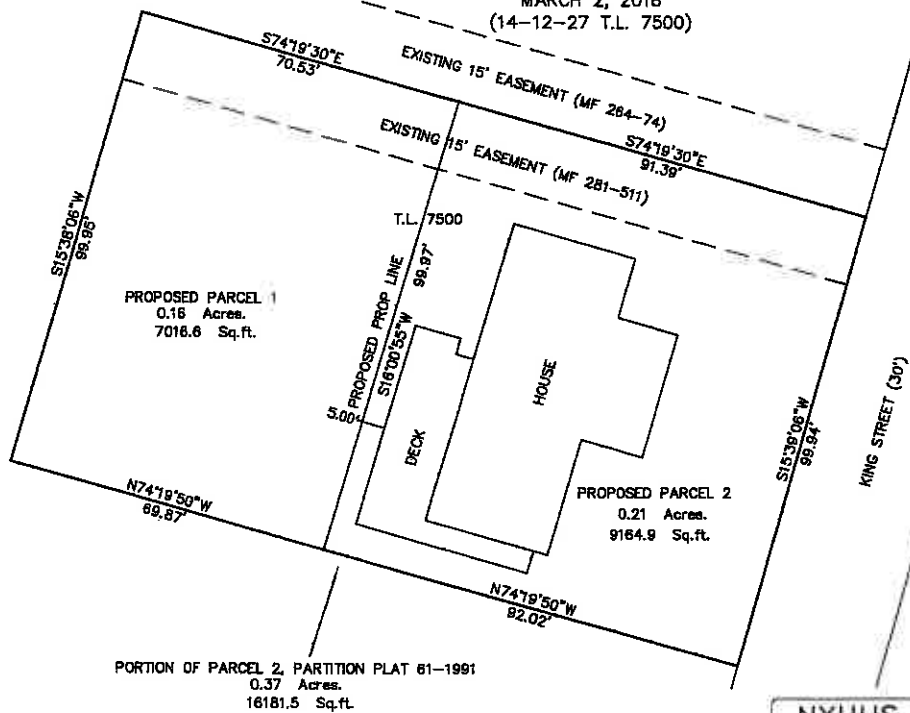 MARCH 2, 2018
(14-12-27 T.L. 7500)
S74°19'30"E
70.53'
EXISTING 15' EASEMENT (MF 264-74)
S74°19'30"E
91.39'
EXISTING 15' EASEMENT (MF 281-511)
T.L. 7500
S15°38'06"W
99.95'
PROPOSED PARCEL 1
0.16 Acres.
7016.6 Sq.ft.
PROPOSED PROP LINE
S16°00'55"W
99.97'
5.00'
DECK
HOUSE
S15°39'06"W
99.94'
KING STREET (30')
PROPOSED PARCEL 2
0.21 Acres.
9164.9 Sq.ft.
N74°19'50"W
69.87'
N74°19'50"W
92.02'
PORTION OF PARCEL 2, PARTITION PLAT 61-1991
0.37 Acres.
16181.5 Sq.ft.